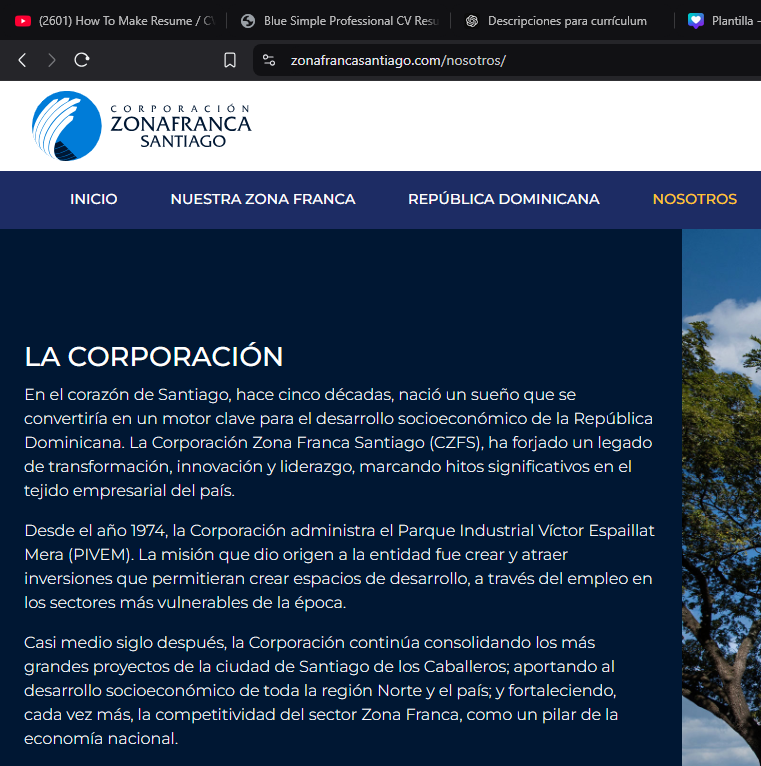 (2601) How To Make Resume / CV
Blue Simple Professional CV Resu
Descripciones para currículum
Plantilla -
zonafrancasantiago.com/nosotros/
CORPORACIÓN
ZONAFRANCA
SANTIAGO
INICIO
NUESTRA ZONA FRANCA
REPÚBLICA DOMINICANA
NOSOTROS
LA CORPORACIÓN
En el corazón de Santiago, hace cinco décadas, nació un sueño que se
convertiría en un motor clave para el desarrollo socioeconómico de la República
Dominicana. La Corporación Zona Franca Santiago (CZFS), ha forjado un legado
de transformación, innovación y liderazgo, marcando hitos significativos en el
tejido empresarial del país.
Desde el año 1974, la Corporación administra el Parque Industrial Víctor Espaillat
Mera (PIVEM). La misión que dio origen a la entidad fue crear y atraer
inversiones que permitieran crear espacios de desarrollo, a través del empleo en
los sectores más vulnerables de la época.
Casi medio siglo después, la Corporación continúa consolidando los más
grandes proyectos de la ciudad de Santiago de los Caballeros; aportando al
desarrollo socioeconómico de toda la región Norte y el país; y fortaleciendo,
cada vez más, la competitividad del sector Zona Franca, como un pilar de la
economía nacional.